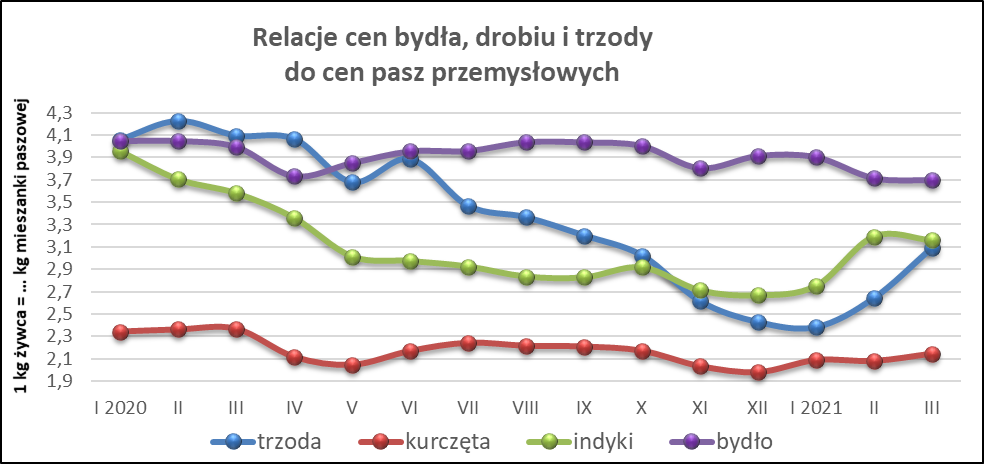 Relacje cen bydła, drobiu i trzody
do cen pasz przemysłowych
1 kg żywca = ... kg mieszanki paszowej
4,3
4,1
3,9
3,7
3,5
3,3
3,1
2,9
2,7
2,5
2,3
2,1
1,9
I 2020 II III IV V VI VII VIII IX X XI XII I 2021 II III
trzoda kurczęta indyki bydło